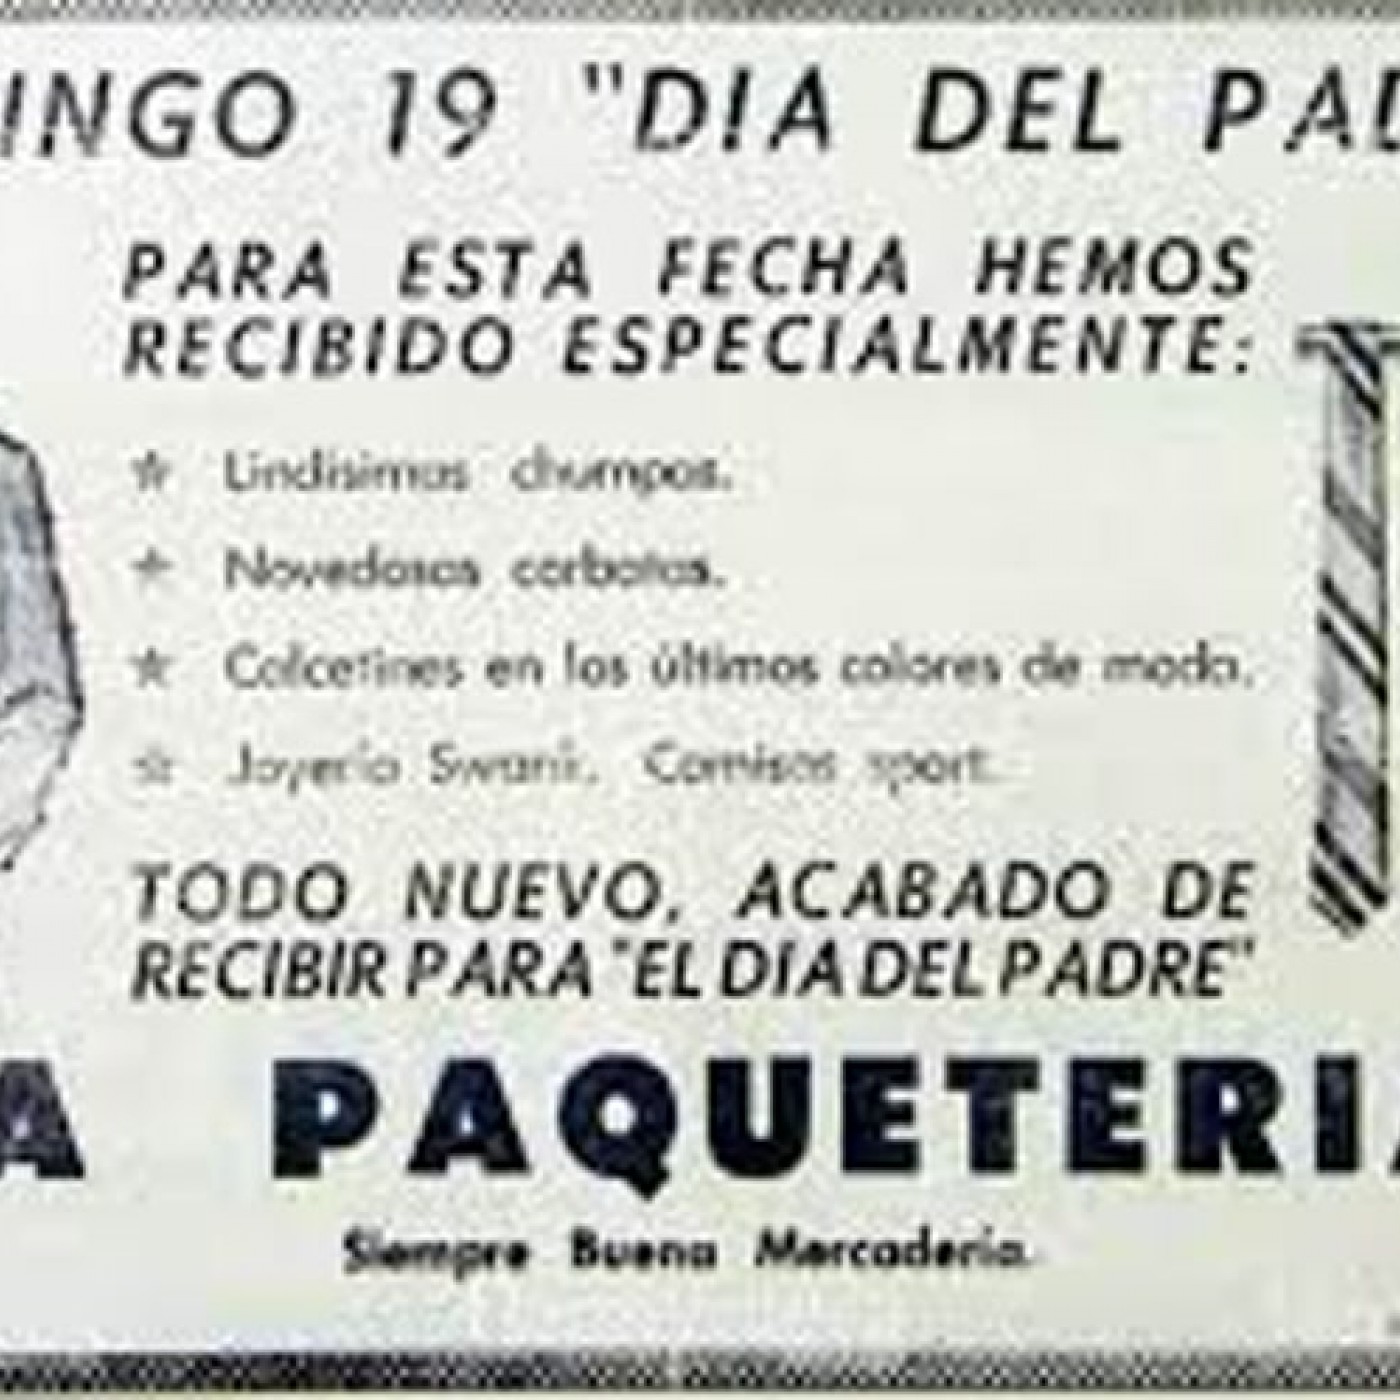 INGO 19 "DIA DEL PAD
PARA ESTA FECHA HEMOS
RECIBIDO ESPECIALMENTE:
☆ Lindísimas chumpas.
☆ Novedosas corbatas.
☆ Calcetines en los últimos colores de moda.
☆ Joyería Swank. Camisas sport.
TODO NUEVO, ACABADO DE
RECIBIR PARA "EL DIA DEL PADRE"
A PAQUETERIA
Siempre Buena Mercadería.